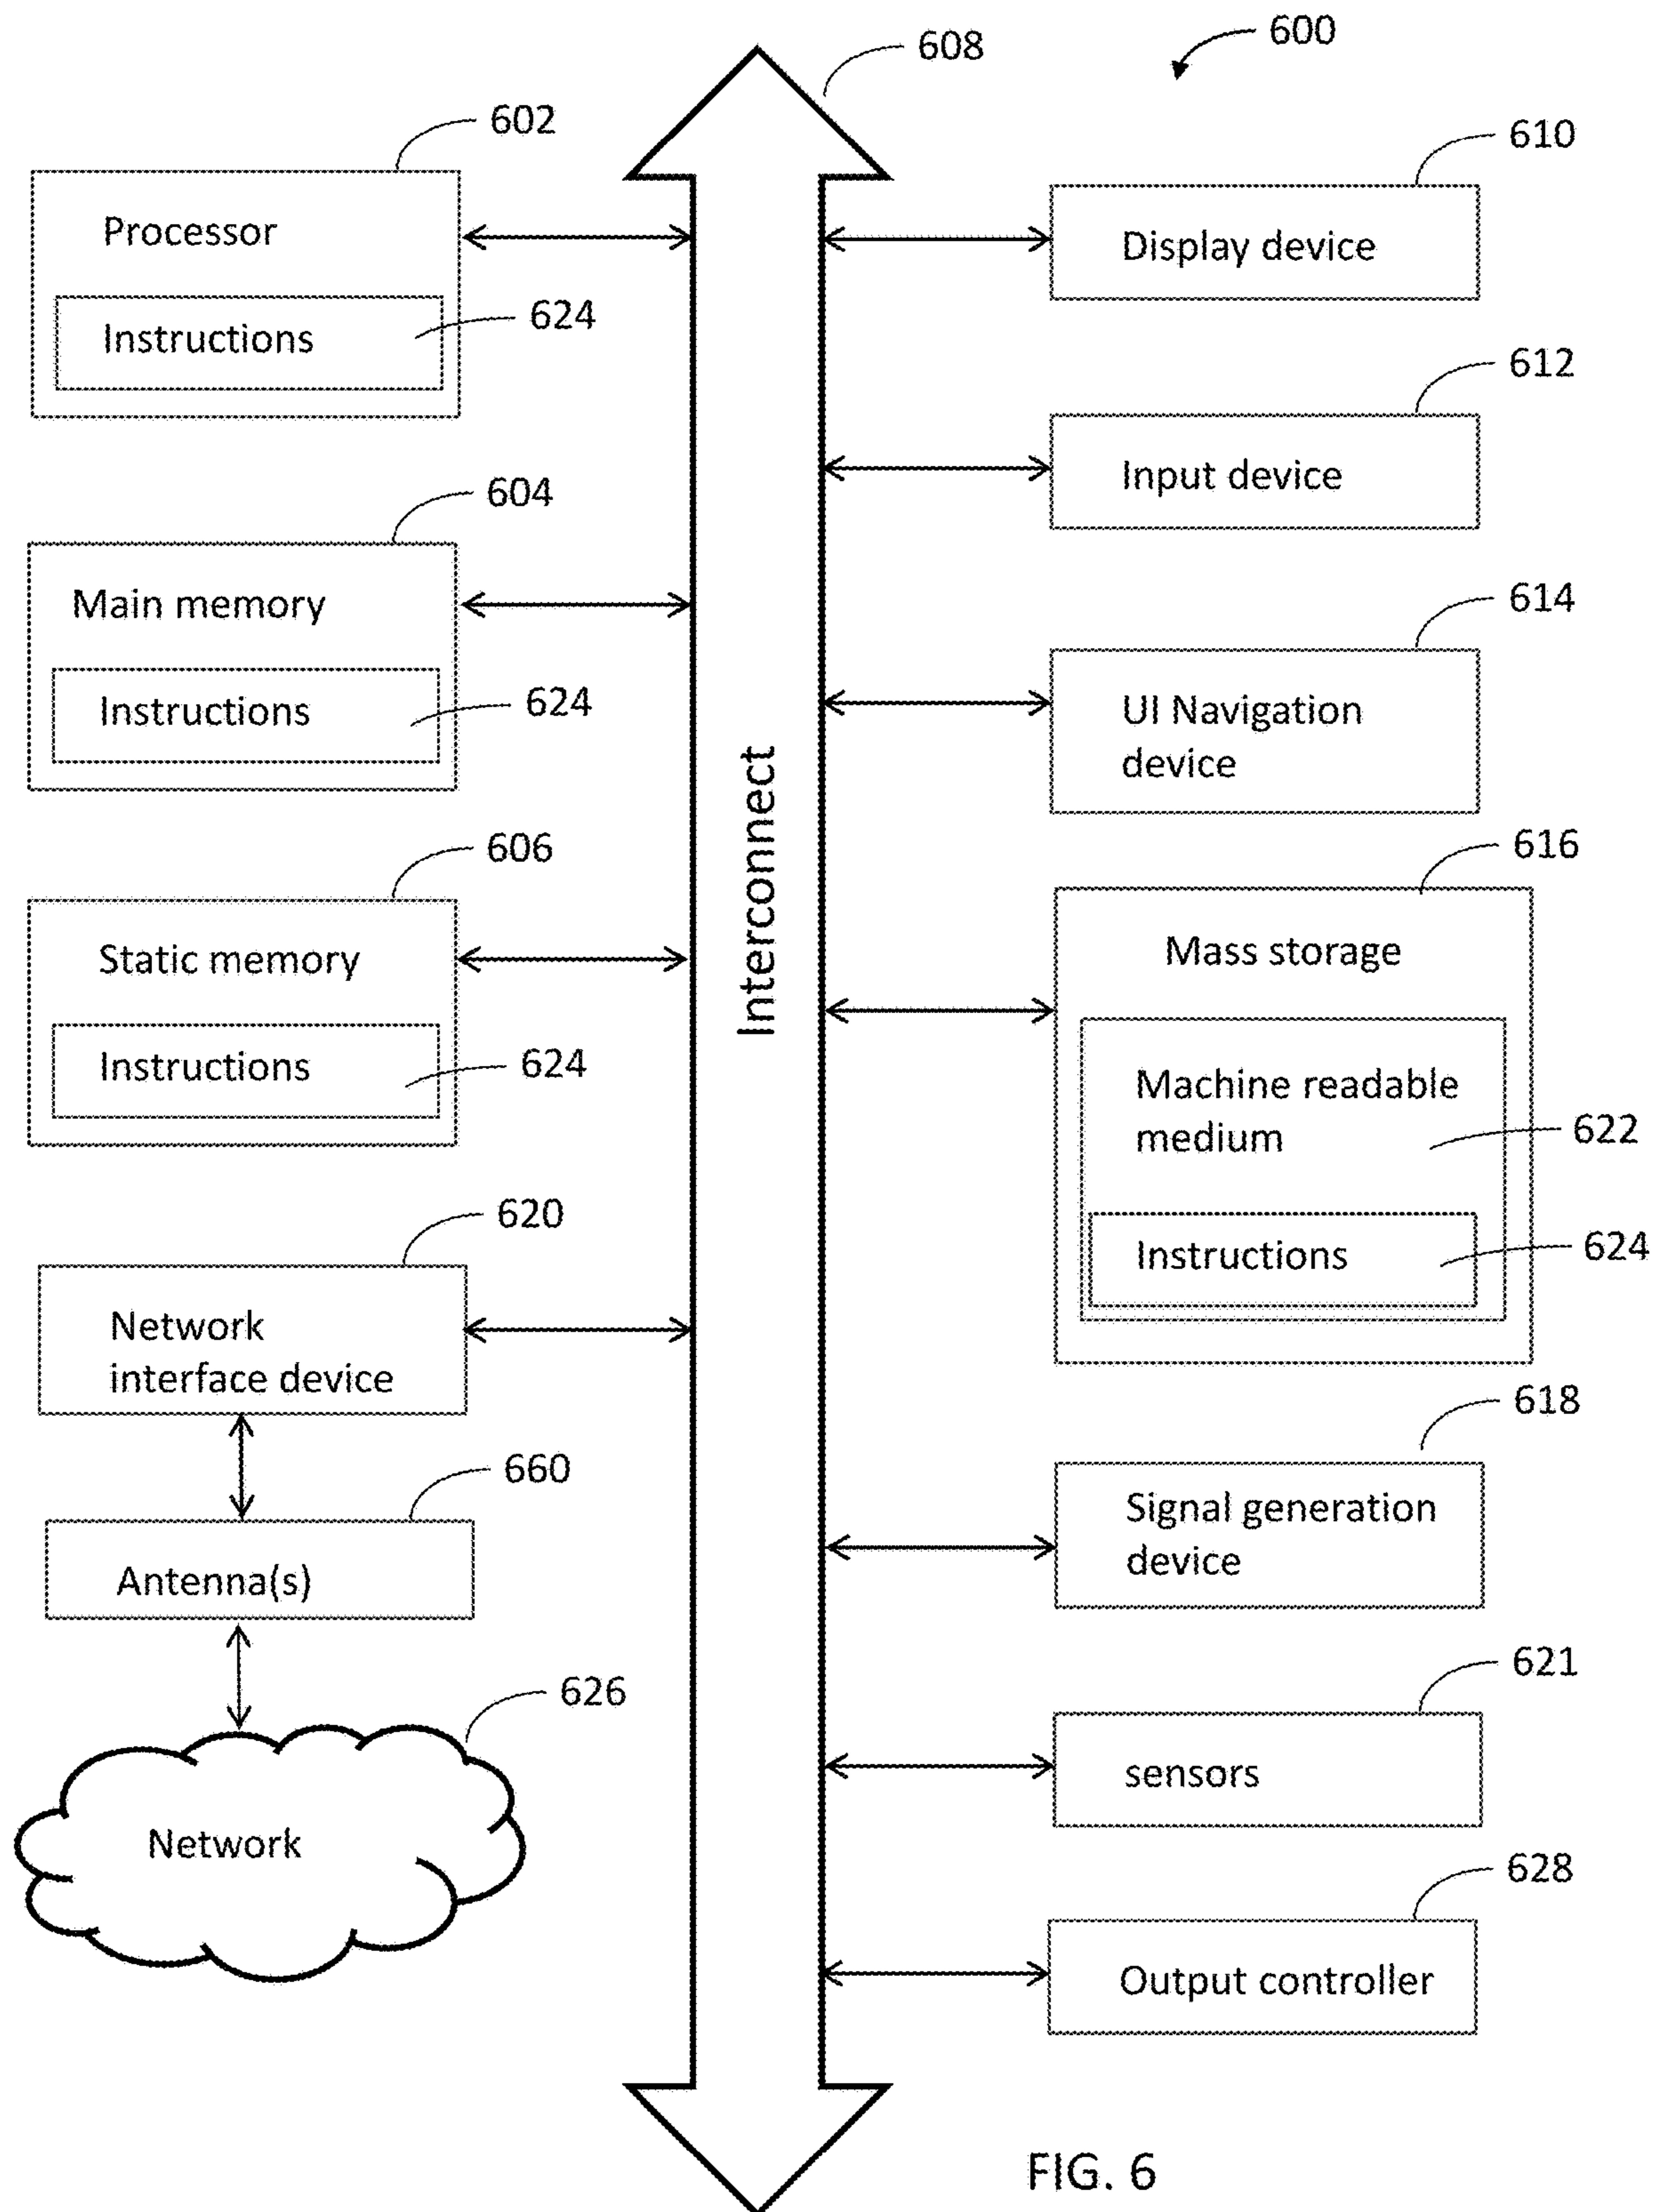 600
608
602
Processor
Instructions
624
604
Main memory
Instructions
624
606
Static memory
Instructions
624
620
Network
interface device
660
Antenna(s)
626
Network
Interconnect
610
Display device
612
Input device
614
UI Navigation
device
616
Mass storage
Machine readable
medium
622
Instructions
624
618
Signal generation
device
621
sensors
628
Output controller
FIG. 6